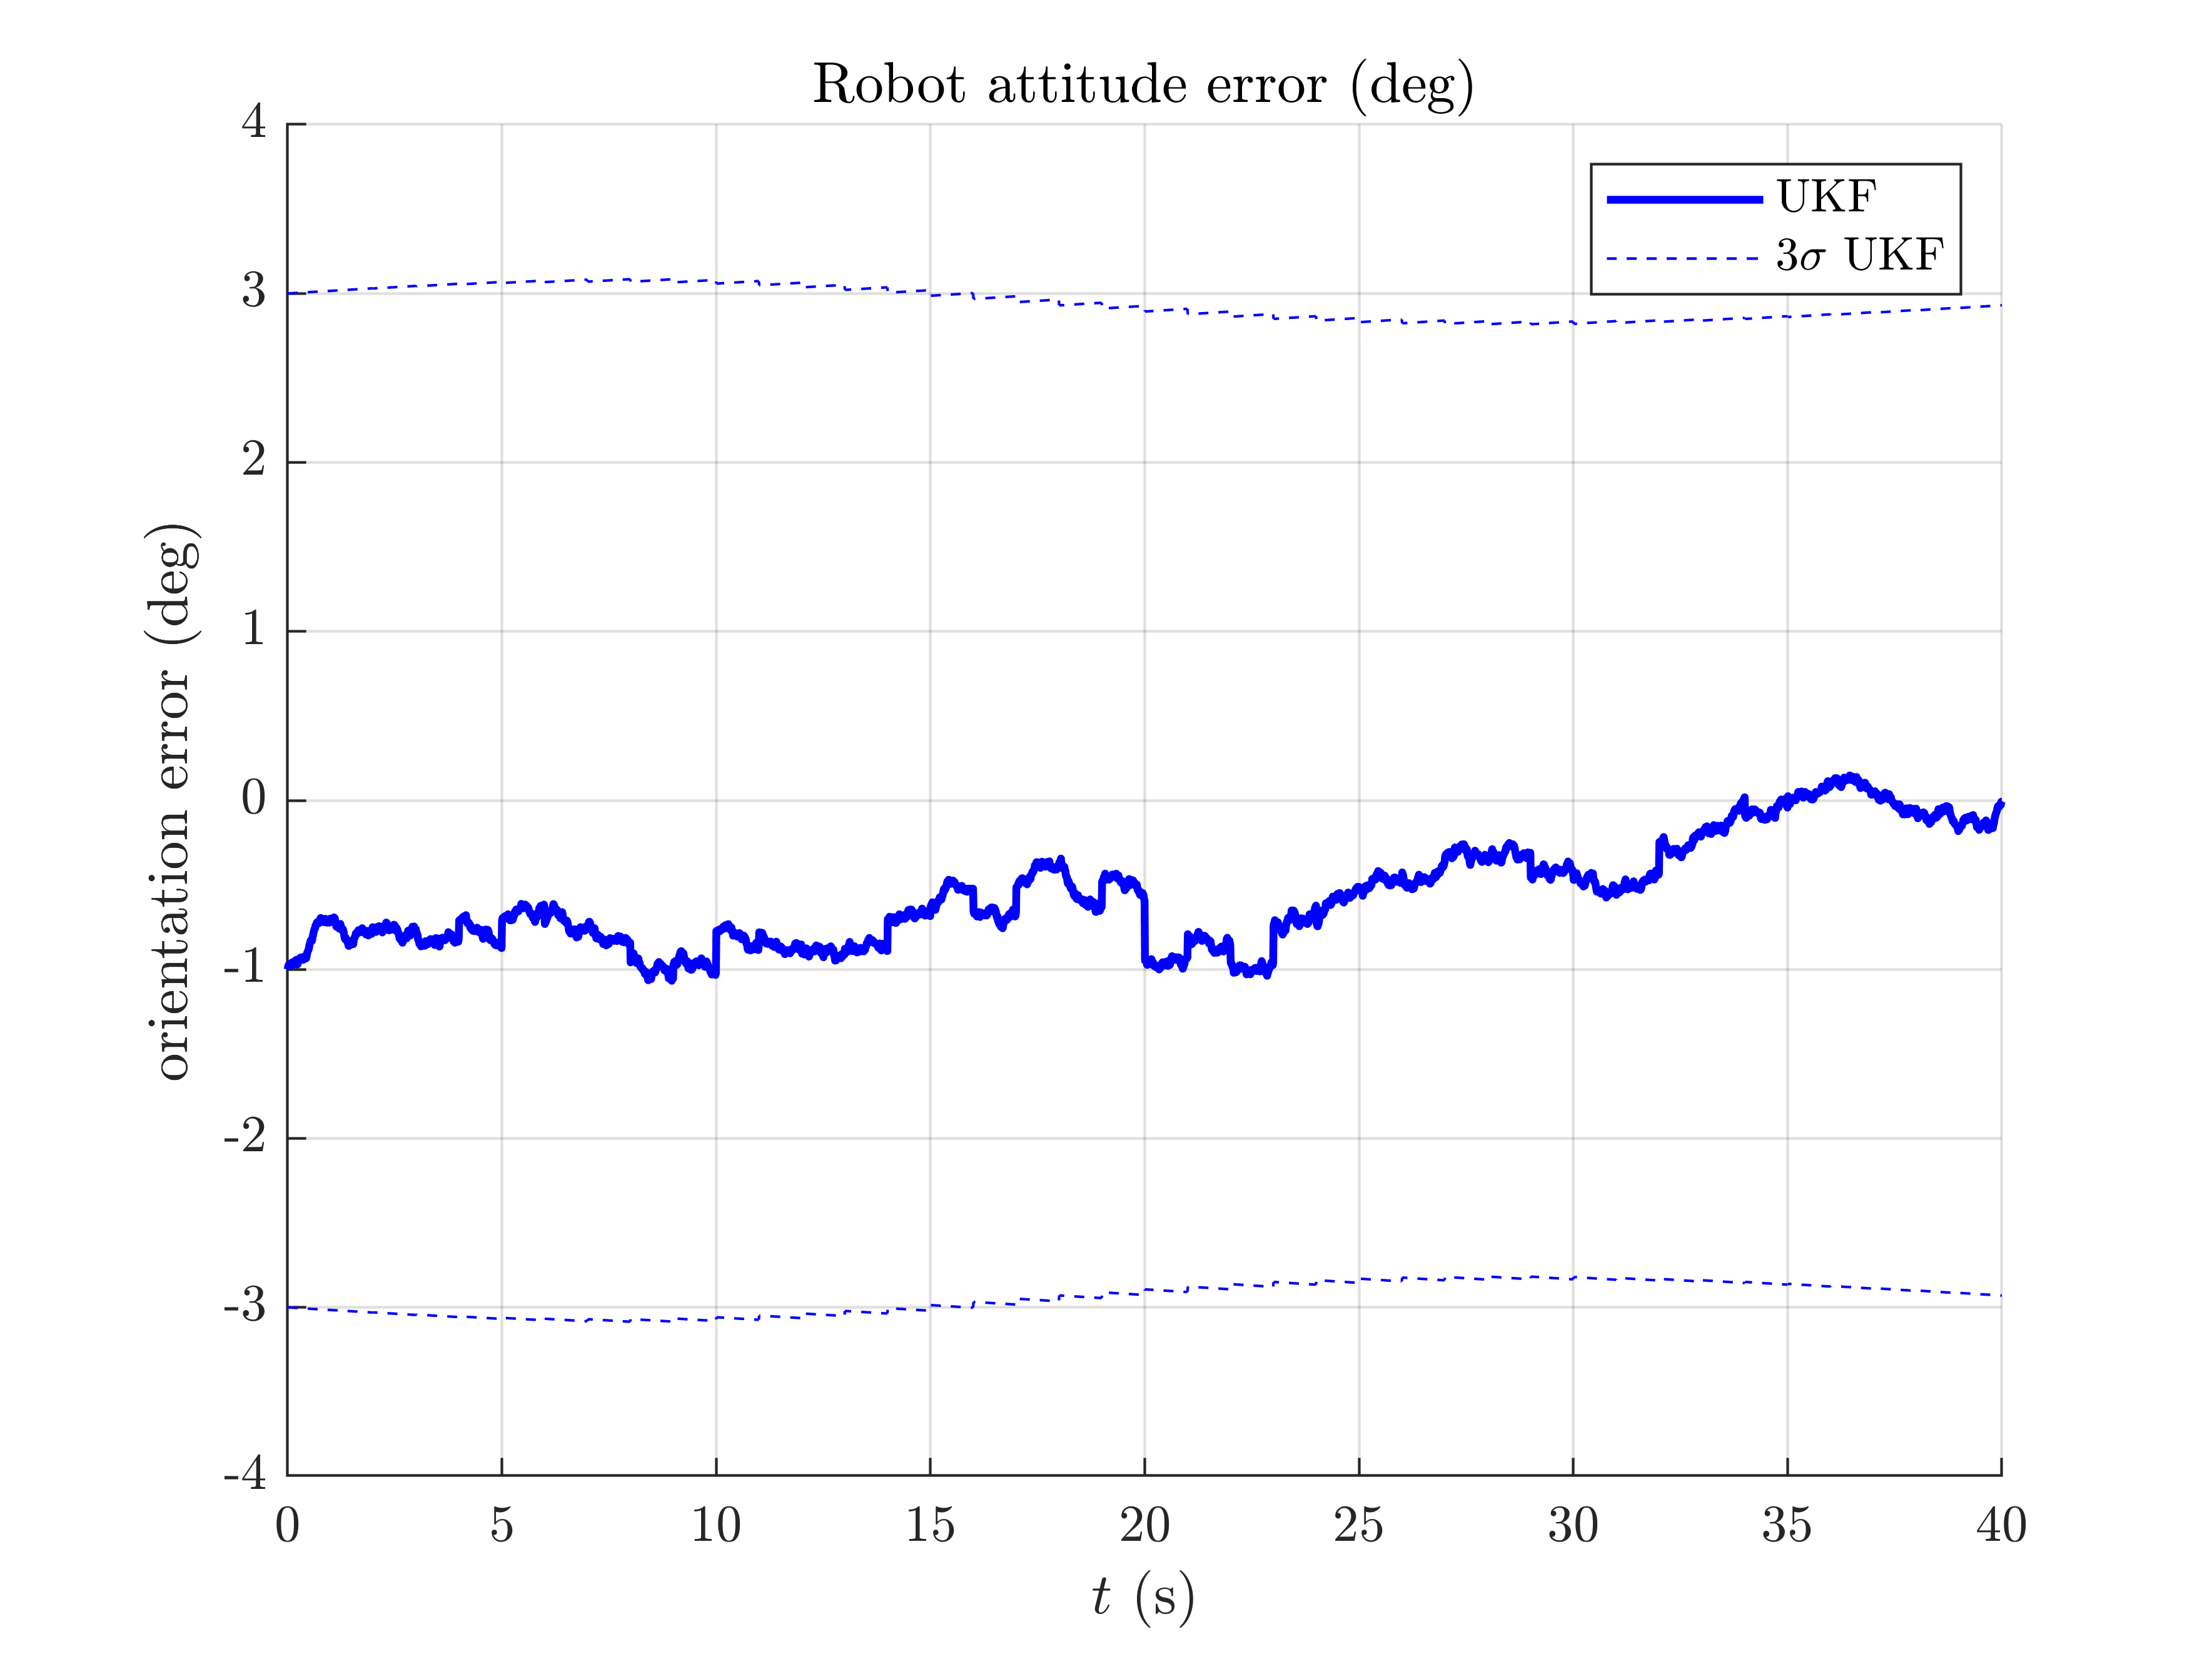 Robot attitude error (deg)
UKF
3σ UKF
orientation error (deg)
4
3
2
1
0
-1
-2
-3
-4
0 5 10 15 20 25 30 35 40
t (s)